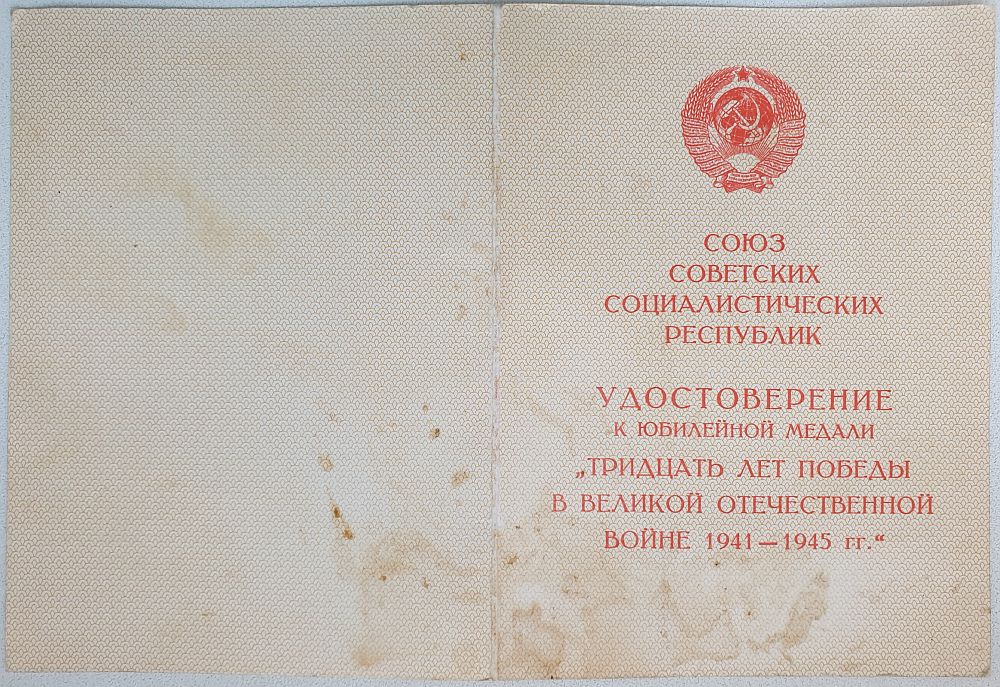 СОЮЗ
СОВЕТСКИХ
СОЦИАЛИСТИЧЕСКИХ
РЕСПУБЛИК
УДОСТОВЕРЕНИЕ
К ЮБИЛЕЙНОЙ МЕДАЛИ
„ТРИДЦАТЬ ЛЕТ ПОБЕДЫ
В ВЕЛИКОЙ ОТЕЧЕСТВЕННОЙ
ВОЙНЕ 1941—1945 гг.“